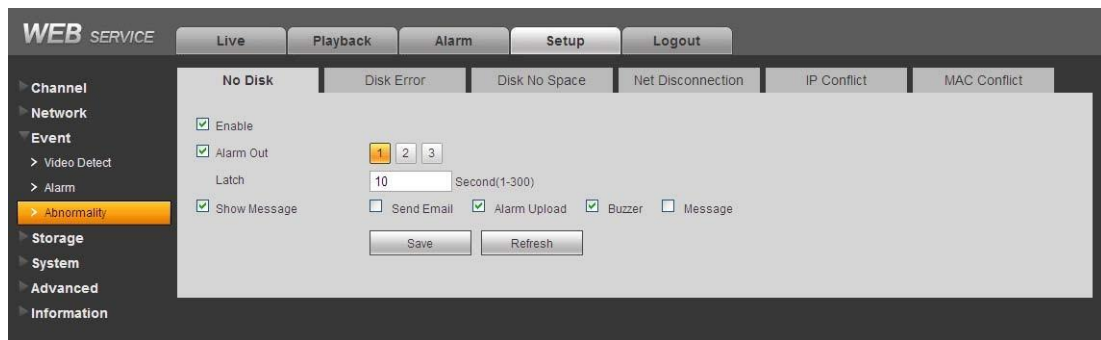 WEB SERVICE
Live Playback Alarm Setup Logout
No Disk Disk Error Disk No Space Net Disconnection IP Conflict MAC Conflict
Channel
Network
Event
> Video Detect
> Alarm
> Abnormality
Storage
System
Advanced
Information
Enable
Alarm Out 1 2 3
Latch 10 Second(1-300)
Show Message Send Email Alarm Upload Buzzer Message
Save Refresh